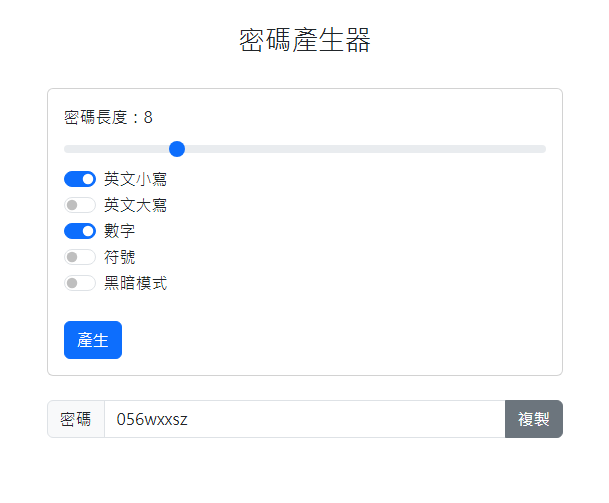 密碼產生器
密碼長度：8
英文小寫
英文大寫
數字
符號
黑暗模式
產生
密碼 056wxxsz 複製